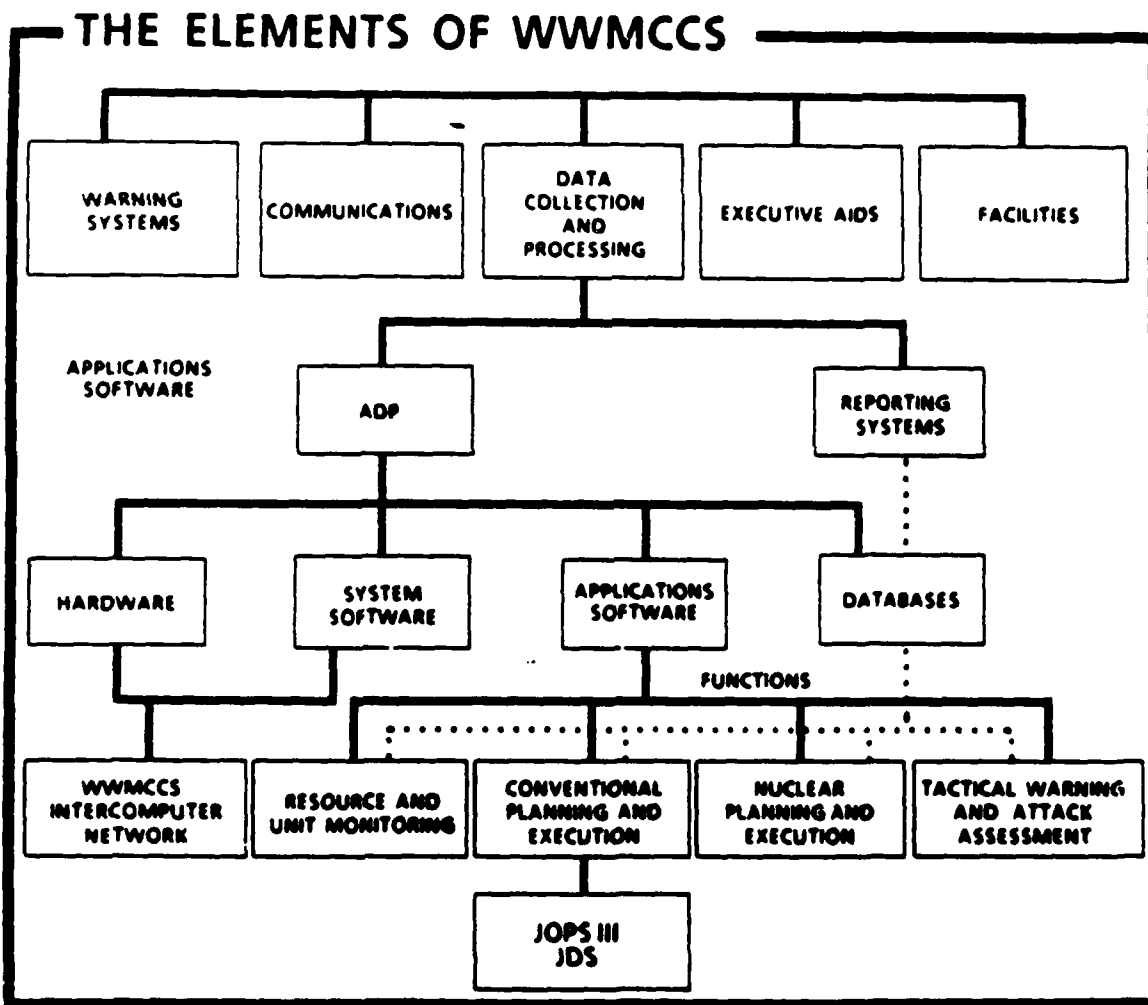 THE ELEMENTS OF WWMCCS
WARNING
SYSTEMS
COMMUNICATIONS
DATA
COLLECTION
AND
PROCESSING
EXECUTIVE AIDS
FACILITIES
APPLICATIONS
SOFTWARE
ADP
REPORTING
SYSTEMS
HARDWARE
SYSTEM
SOFTWARE
APPLICATIONS
SOFTWARE
DATABASES
FUNCTIONS
WWMCCS
INTERCOMPUTER
NETWORK
RESOURCE AND
UNIT MONITORING
CONVENTIONAL
PLANNING AND
EXECUTION
NUCLEAR
PLANNING AND
EXECUTION
TACTICAL WARNING
AND ATTACK
ASSESSMENT
JOPS III
JDS